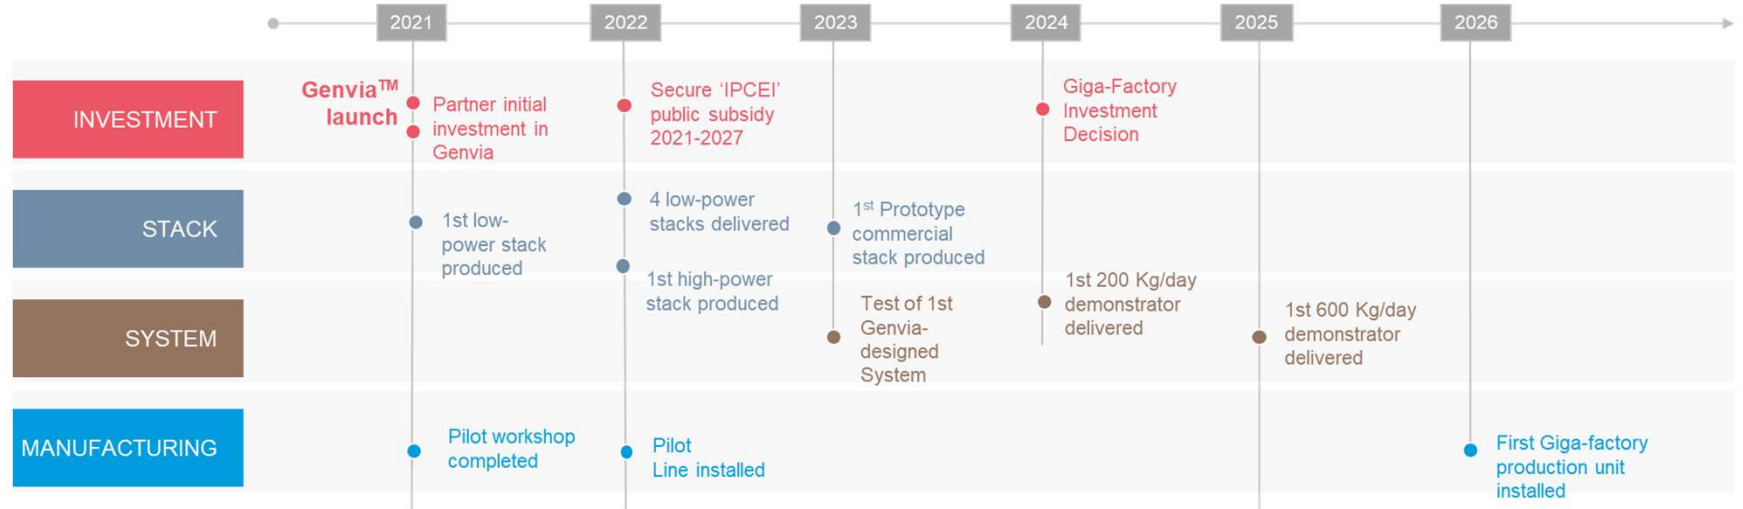 2021 2022 2023 2024 2025 2026
INVESTMENT
Genvia™
launch
Partner initial
investment in
Genvia
Secure ‘IPCEI’
public subsidy
2021-2027
Giga-Factory
Investment
Decision
STACK
1st low-
power stack
produced
4 low-power
stacks delivered
1st high-power
stack produced
1st Prototype
commercial
stack produced
SYSTEM
Test of 1st
Genvia-
designed
System
1st 200 Kg/day
demonstrator
delivered
1st 600 Kg/day
demonstrator
delivered
MANUFACTURING
Pilot workshop
completed
Pilot
Line installed
First Giga-factory
production unit
installed